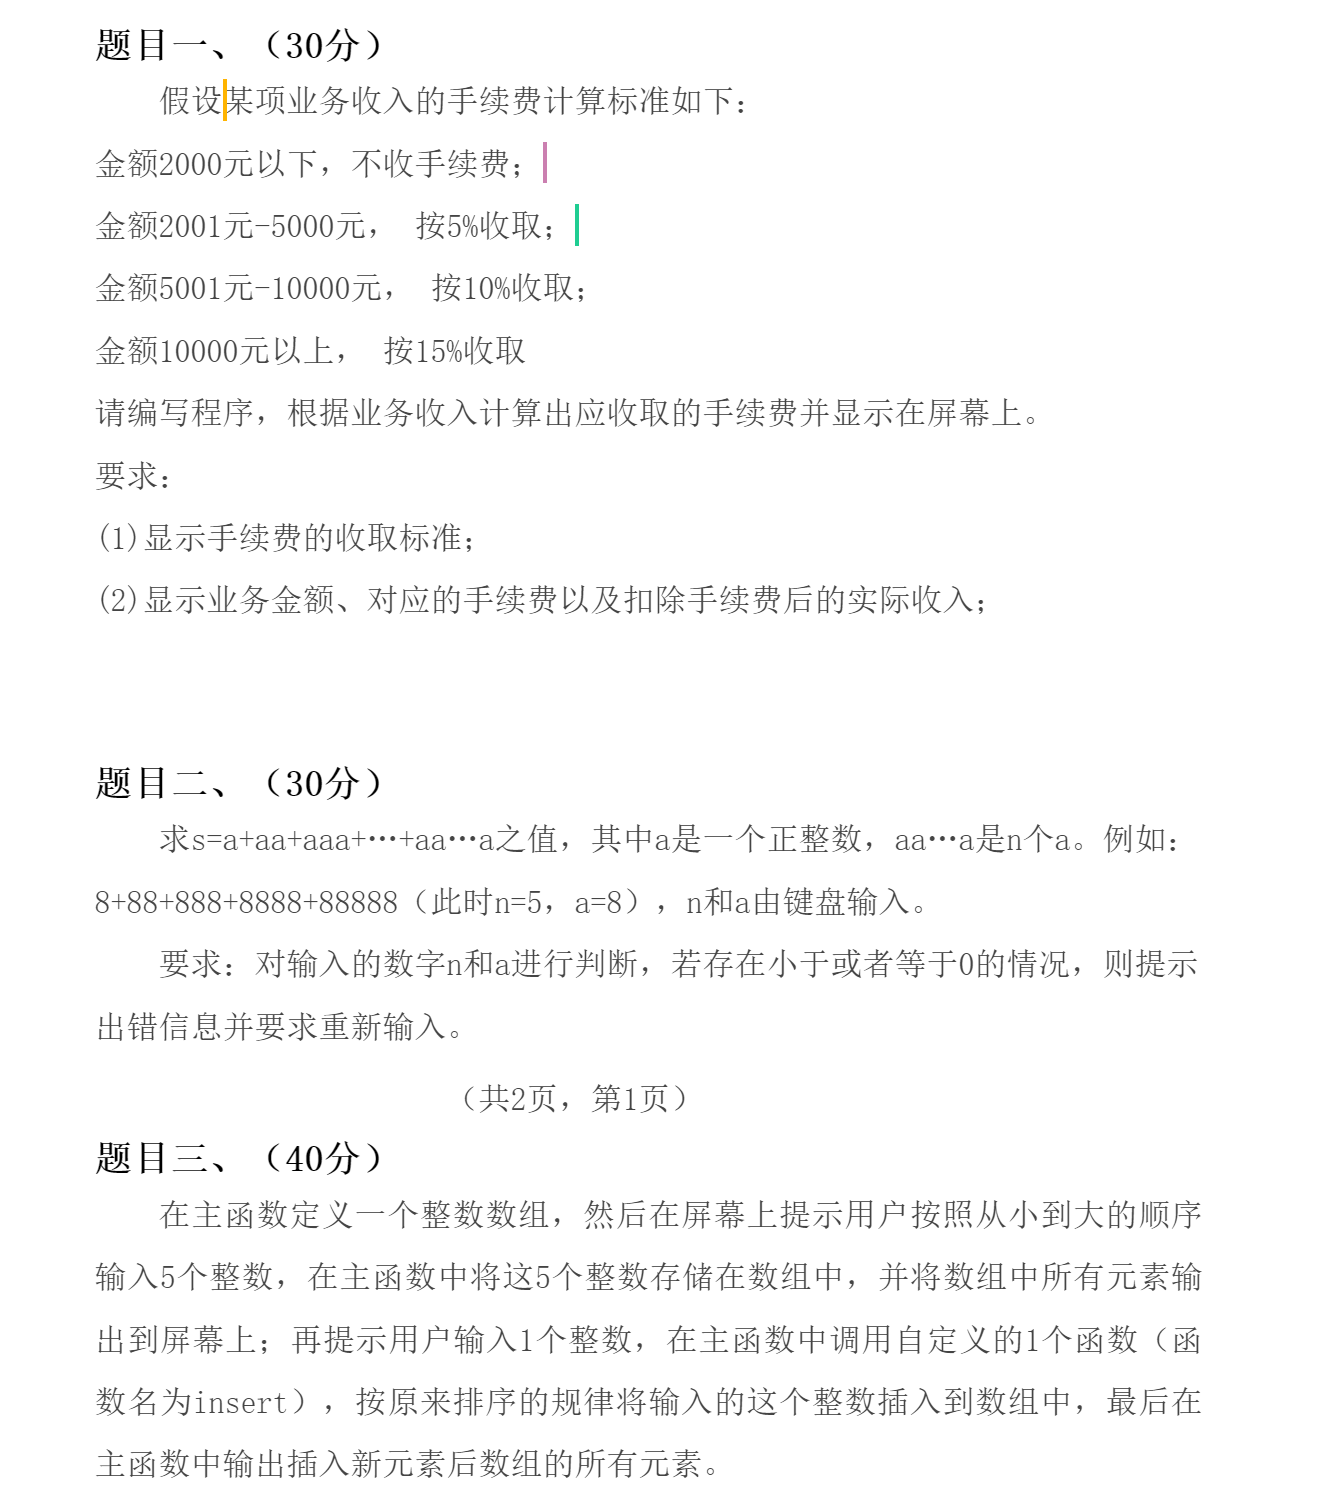 题目一、（30分）
假设某项业务收入的手续费计算标准如下：
金额2000元以下，不收手续费；
金额2001元-5000元， 按5%收取；
金额5001元-10000元， 按10%收取；
金额10000元以上， 按15%收取
请编写程序，根据业务收入计算出应收取的手续费并显示在屏幕上。
要求：
(1)显示手续费的收取标准；
(2)显示业务金额、对应的手续费以及扣除手续费后的实际收入；
题目二、（30分）
求s=a+aa+aaa+…+aa…a之值，其中a是一个正整数，aa…a是n个a。例如：
8+88+888+8888+88888（此时n=5，a=8），n和a由键盘输入。
要求：对输入的数字n和a进行判断，若存在小于或者等于0的情况，则提示
出错信息并要求重新输入。
（共2页，第1页）
题目三、（40分）
在主函数定义一个整数数组，然后在屏幕上提示用户按照从小到大的顺序
输入5个整数，在主函数中将这5个整数存储在数组中，并将数组中所有元素输
出到屏幕上；再提示用户输入1个整数，在主函数中调用自定义的1个函数（函
数名为insert），按原来排序的规律将输入的这个整数插入到数组中，最后在
主函数中输出插入新元素后数组的所有元素。